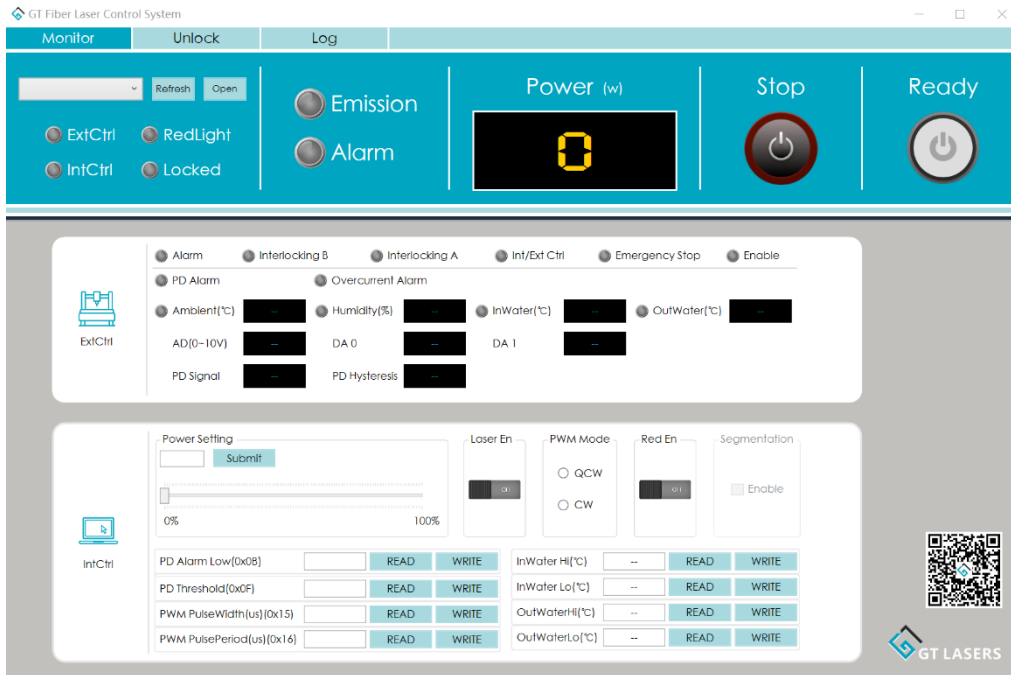 GT Fiber Laser Control System
Monitor Unlock Log
Refresh Open
ExtCtrl RedLight
IntCtrl Locked
Emission
Alarm
Power (w)
0
Stop
Ready
Alarm Interlocking B Interlocking A Int/Ext Ctrl Emergency Stop Enable
PD Alarm Overcurrent Alarm
Ambient(℃) -- Humidity(%) -- InWater(℃) -- OutWater(℃) --
AD(0~10V) -- DA 0 -- DA 1 --
PD Signal -- PD Hysteresis --
ExtCtrl
Power Setting
Submit
0% 100%
Laser En
On
PWM Mode
QCW
CW
Red En
On
Segmentation
Enable
IntCtrl
PD Alarm Low(0x0B) READ WRITE
PD Threshold(0x0F) READ WRITE
PWM PulseWidth(us)(0x15) READ WRITE
PWM PulsePeriod(us)(0x16) READ WRITE
InWater Hi(℃) -- READ WRITE
InWater Lo(℃) -- READ WRITE
OutWaterHi(℃) -- READ WRITE
OutWaterLo(℃) -- READ WRITE
GT LASERS